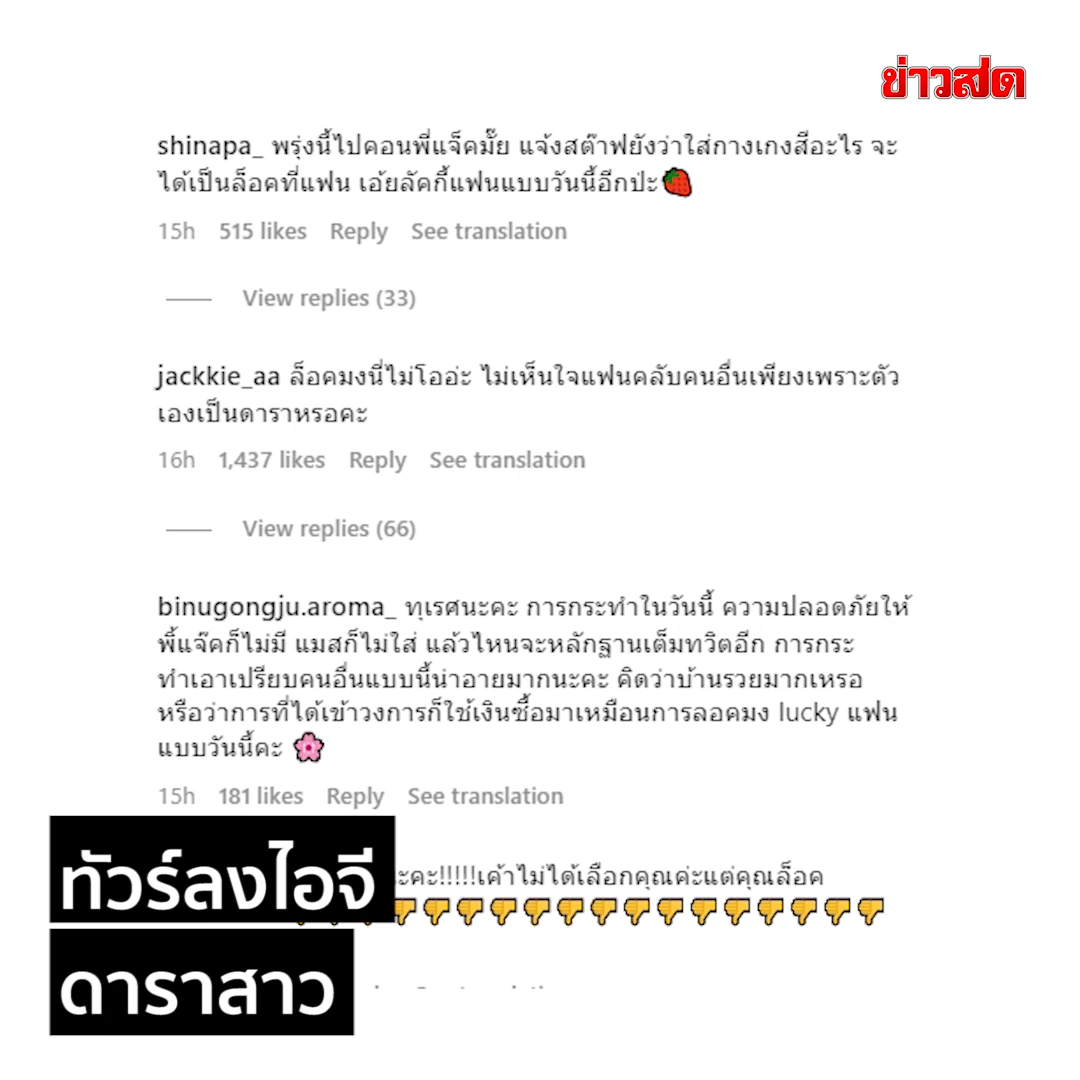 ข่าวสด
shinapa_ พรุ่งนี้ไปคอนพี่แจ็คมั๊ย แจ้งสต๊าฟยังว่าใส่กางเกงสีอะไร จะ
ได้เป็นล็อคที่แฟน เอ้ยลัคกี้แฟนแบบวันนี้อีกป่ะ🍓
15h 515 likes Reply See translation
View replies (33)
jackkie_aa ล็อคมงนี่ไม่โออ่ะ ไม่เห็นใจแฟนคลับคนอื่นเพียงเพราะตัว
เองเป็นดาราหรอคะ
16h 1,437 likes Reply See translation
View replies (66)
binugongju.aroma_ ทุเรศนะคะ การกระทำในวันนี้ ความปลอดภัยให้
พี้แจ๊คก็ไม่มี แมสก็ไม่ใส่ แล้วไหนจะหลักฐานเต็มทวิตอีก การกระ
ทำเอาเปรียบคนอื่นแบบนี้น่าอายมากนะคะ คิดว่าบ้านรวยมากเหรอ
หรือว่าการที่ได้เข้าวงการก็ใช้เงินซื้อมาเหมือนการลอคมง lucky แฟน
แบบวันนี้คะ 🌸
15h 181 likes Reply See translation
ะคะ!!!!!เค้าไม่ได้เลือกคุณค่ะแต่คุณล็อค
👎👎👎👎👎👎👎👎👎👎👎👎👎👎👎
ทัวร์ลงไอจี
ดาราสาว